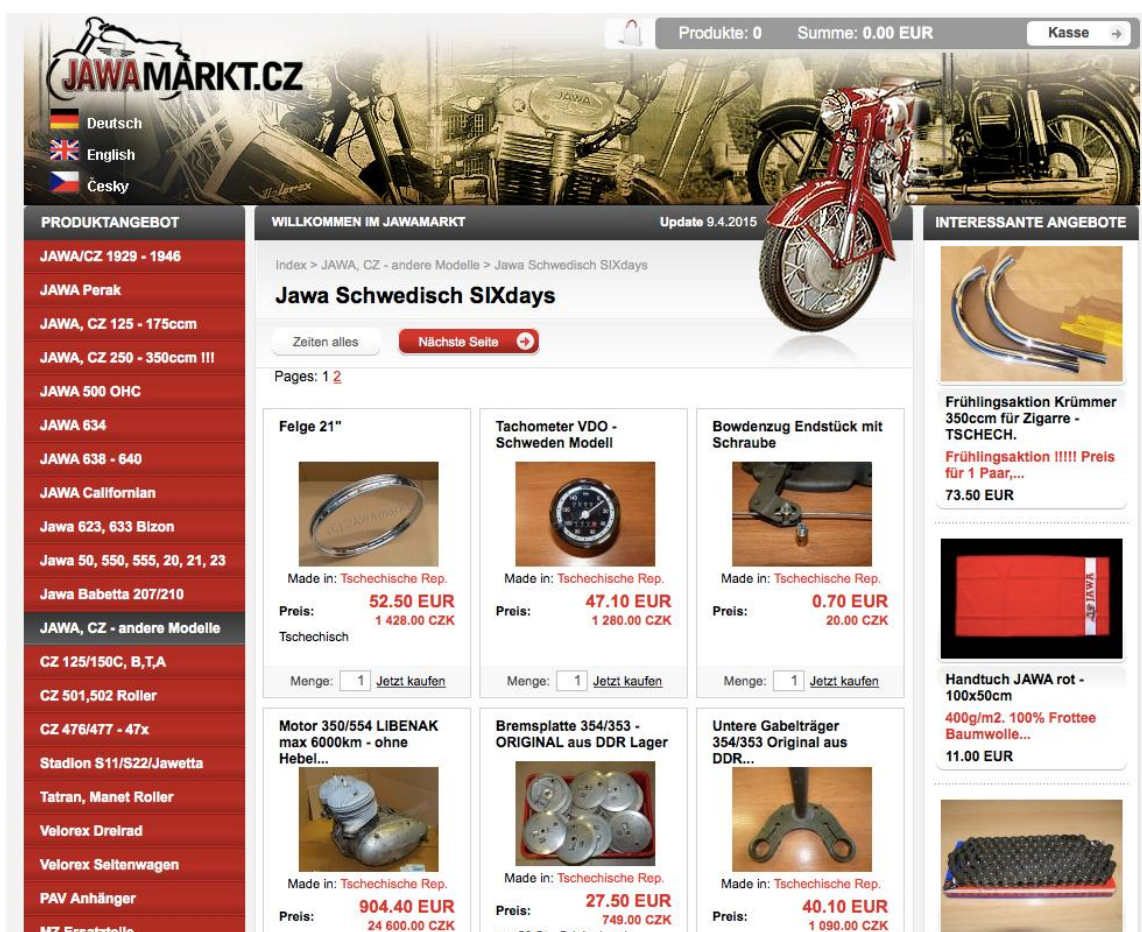 Produkte: 0 Summe: 0.00 EUR Kasse
JAWAMARKT.CZ
Deutsch
English
Česky
PRODUKTANGEBOT
JAWA/CZ 1929 - 1946
JAWA Perak
JAWA, CZ 125 - 175ccm
JAWA, CZ 250 - 350ccm !!!
JAWA 500 OHC
JAWA 634
JAWA 638 - 640
JAWA Californian
Jawa 623, 633 Bizon
Jawa 50, 550, 555, 20, 21, 23
Jawa Babetta 207/210
JAWA, CZ - andere Modelle
CZ 125/150C, B,T,A
CZ 501,502 Roller
CZ 476/477 - 47x
Stadion S11/S22/Jawetta
Tatran, Manet Roller
Velorex Dreirad
Velorex Seitenwagen
PAV Anhänger
MZ Ersatzteile
WILLKOMMEN IM JAWAMARKT Update 9.4.2015
Index > JAWA, CZ - andere Modelle > Jawa Schwedisch SIXdays
Jawa Schwedisch SIXdays
Zeiten alles Nächste Seite
Pages: 1 2
Felge 21"
Made in: Tschechische Rep.
Preis: 52.50 EUR
1 428.00 CZK
Tschechisch
Menge: 1 Jetzt kaufen
Tachometer VDO -
Schweden Modell
Made in: Tschechische Rep.
Preis: 47.10 EUR
1 280.00 CZK
Menge: 1 Jetzt kaufen
Bowdenzug Endstück mit
Schraube
Made in: Tschechische Rep.
Preis: 0.70 EUR
20.00 CZK
Menge: 1 Jetzt kaufen
Motor 350/554 LIBENAK
max 6000km - ohne
Hebel...
Made in: Tschechische Rep.
Preis: 904.40 EUR
24 600.00 CZK
Bremsplatte 354/353 -
ORIGINAL aus DDR Lager
Made in: Tschechische Rep.
Preis: 27.50 EUR
749.00 CZK
Untere Gabelträger
354/353 Original aus
DDR...
Made in: Tschechische Rep.
Preis: 40.10 EUR
1 090.00 CZK
INTERESSANTE ANGEBOTE
Frühlingsaktion Krümmer
350ccm für Zigarre -
TSCHECH.
Frühlingsaktion !!!!! Preis
für 1 Paar,...
73.50 EUR
JAWA
Handtuch JAWA rot -
100x50cm
400g/m2. 100% Frottee
Baumwolle...
11.00 EUR